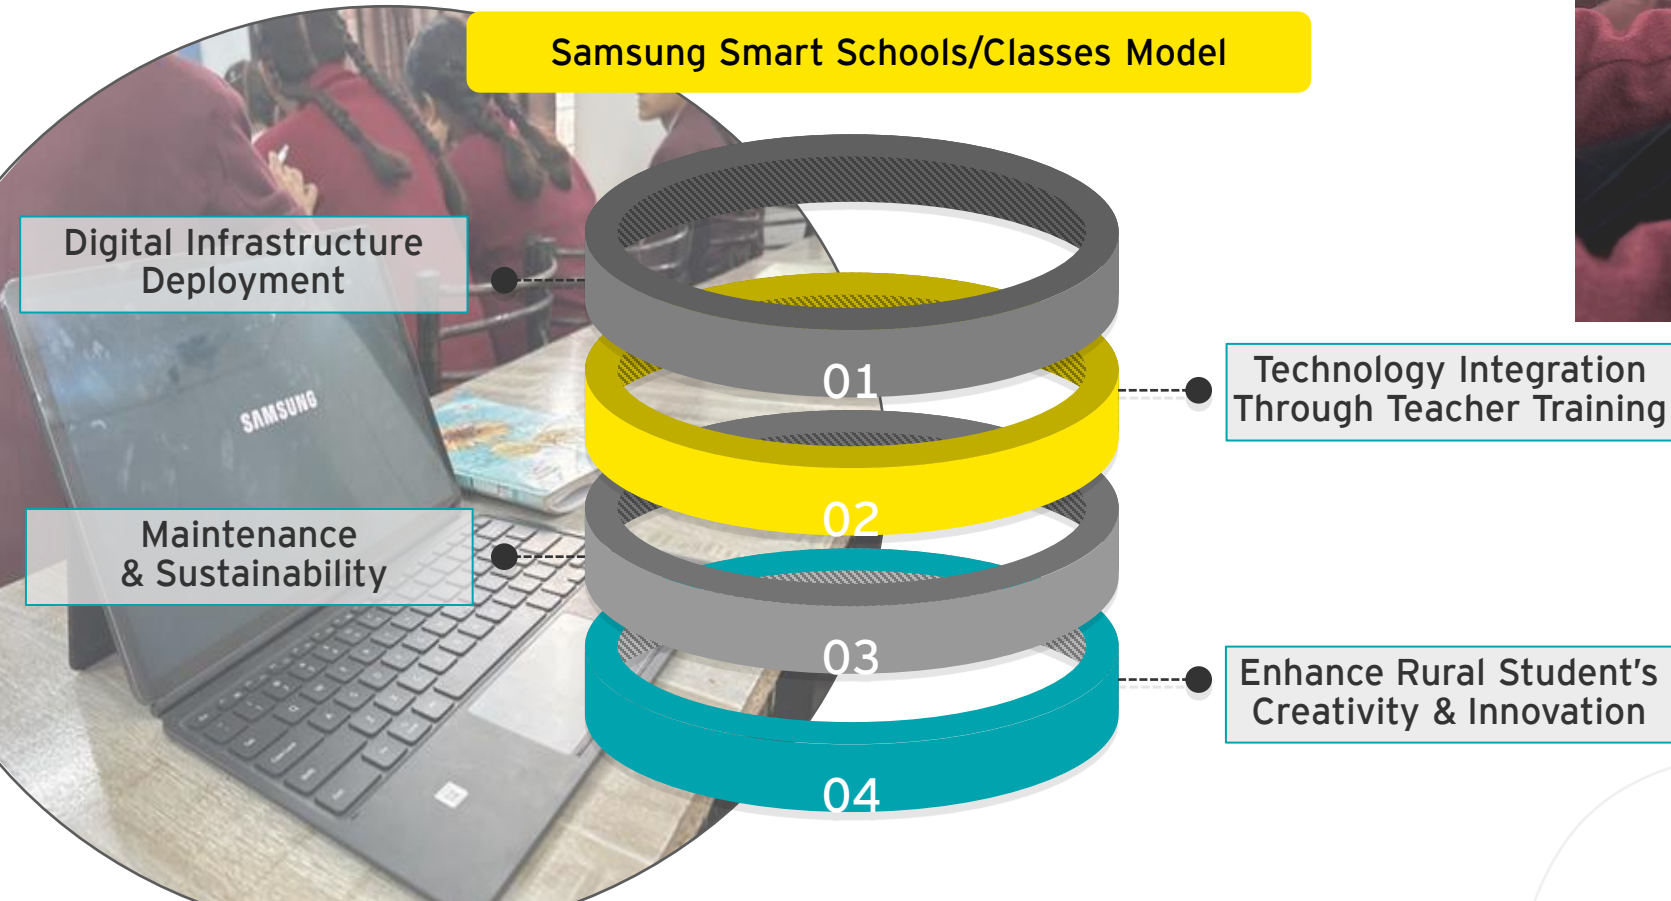 Samsung Smart Schools/Classes Model
Digital Infrastructure
Deployment
01
Technology Integration
Through Teacher Training
02
Maintenance
& Sustainability
03
Enhance Rural Student's
Creativity & Innovation
04
SAMSUNG